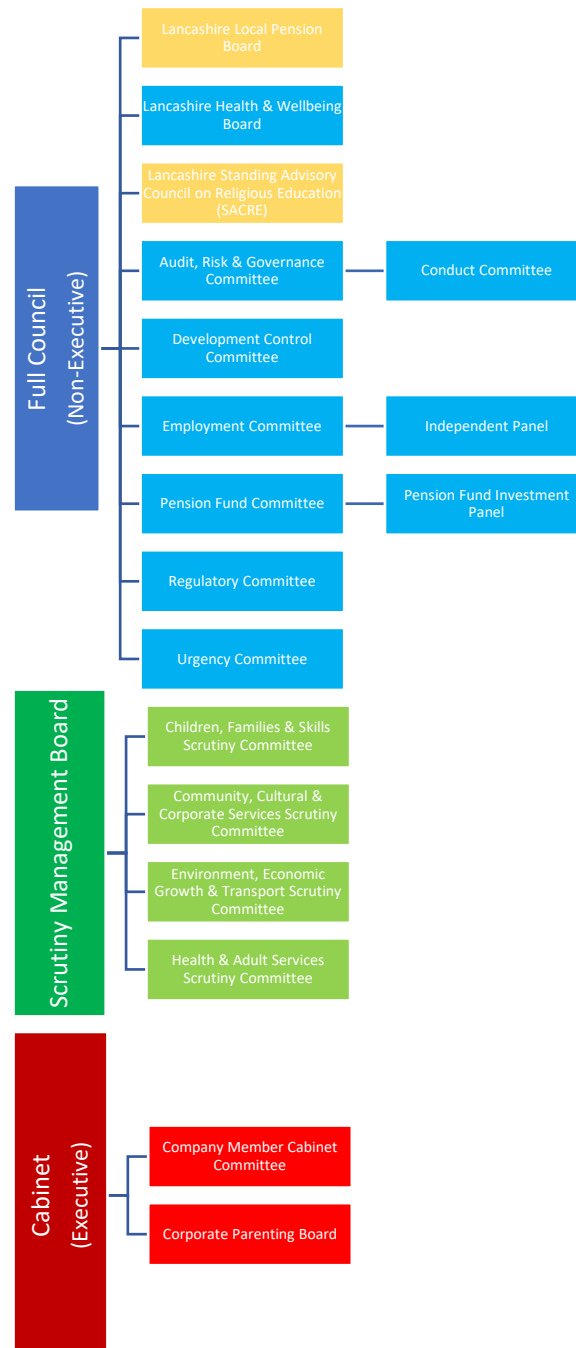 Lancashire Local Pension
Board
Lancashire Health & Wellbeing
Board
Lancashire Standing Advisory
Council on Religious Education
(SACRE)
Full Council
(Non-Executive)
Audit, Risk & Governance
Committee
Conduct Committee
Development Control
Committee
Employment Committee
Independent Panel
Pension Fund Committee
Pension Fund Investment
Panel
Regulatory Committee
Urgency Committee
Scrutiny Management Board
Children, Families & Skills
Scrutiny Committee
Community, Cultural &
Corporate Services Scrutiny
Committee
Environment, Economic
Growth & Transport Scrutiny
Committee
Health & Adult Services
Scrutiny Committee
Cabinet
(Executive)
Company Member Cabinet
Committee
Corporate Parenting Board